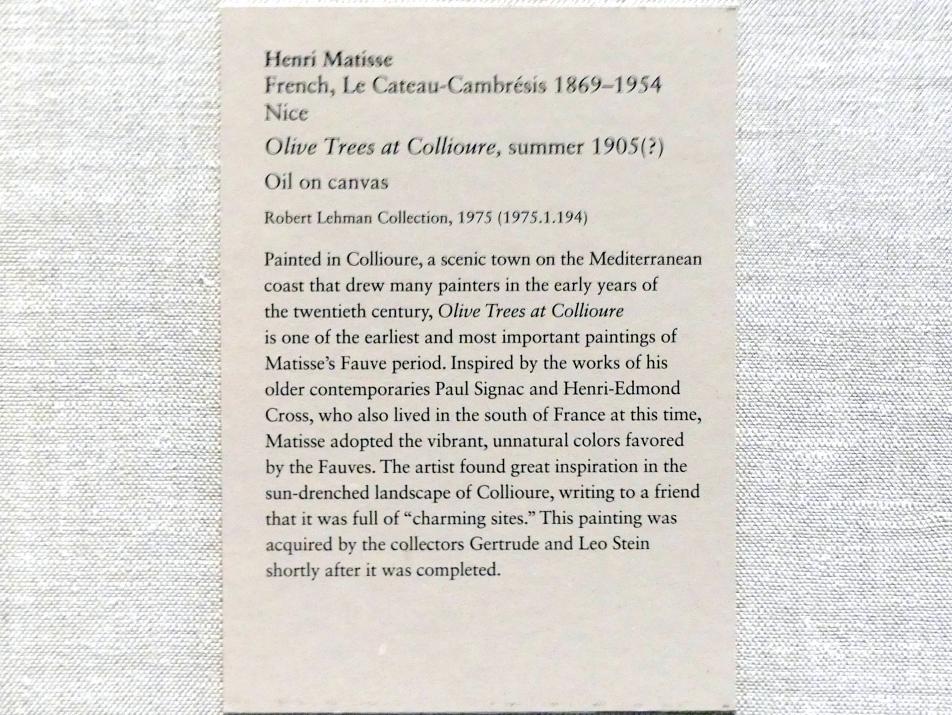 Henri Matisse
French, Le Cateau-Cambrésis 1869–1954
Nice
Olive Trees at Collioure, summer 1905(?)
Oil on canvas
Robert Lehman Collection, 1975 (1975.1.194)
Painted in Collioure, a scenic town on the Mediterranean
coast that drew many painters in the early years of
the twentieth century, Olive Trees at Collioure
is one of the earliest and most important paintings of
Matisse’s Fauve period. Inspired by the works of his
older contemporaries Paul Signac and Henri-Edmond
Cross, who also lived in the south of France at this time,
Matisse adopted the vibrant, unnatural colors favored
by the Fauves. The artist found great inspiration in the
sun-drenched landscape of Collioure, writing to a friend
that it was full of “charming sites.” This painting was
acquired by the collectors Gertrude and Leo Stein
shortly after it was completed.